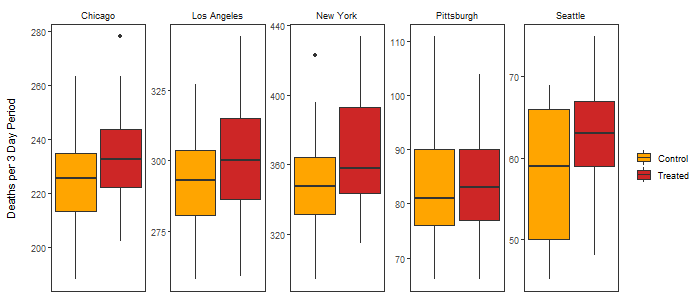 Chicago
Los Angeles
New York
Pittsburgh
Seattle
Deaths per 3 Day Period
280
260
240
220
200
325
300
275
440
400
360
320
110
100
90
80
70
70
60
50
Control
Treated